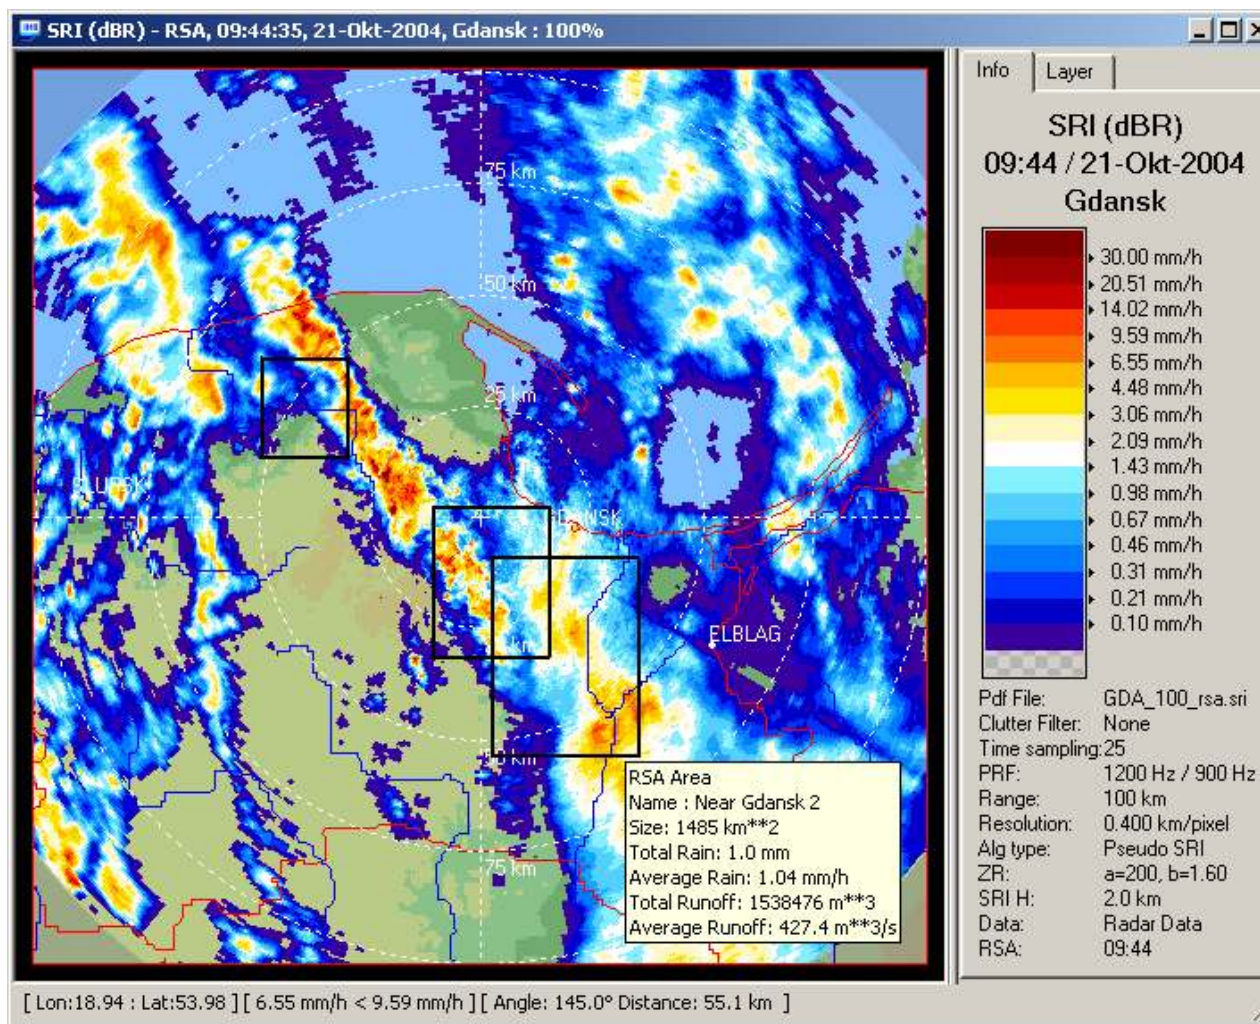 SRI (dBR) - RSA, 09:44:35, 21-Okt-2004, Gdansk : 100%
Info
Layer
SRI (dBR)
09:44 / 21-Okt-2004
Gdansk
30.00 mm/h
20.51 mm/h
14.02 mm/h
9.59 mm/h
6.55 mm/h
4.48 mm/h
3.06 mm/h
2.09 mm/h
1.43 mm/h
0.98 mm/h
0.67 mm/h
0.46 mm/h
0.31 mm/h
0.21 mm/h
0.10 mm/h
Pdf File: GDA_100_rsa.sri
Clutter Filter: None
Time sampling:25
PRF: 1200 Hz / 900 Hz
Range: 100 km
Resolution: 0.400 km/pixel
Alg type: Pseudo SRI
ZR: a=200, b=1.60
SRI H: 2.0 km
Data: Radar Data
RSA: 09:44
75 km
50 km
25 km
SLUPSK
ELBLAG
km
75 km
RSA Area
Name : Near Gdansk 2
Size: 1485 km**2
Total Rain: 1.0 mm
Average Rain: 1.04 mm/h
Total Runoff: 1538476 m**3
Average Runoff: 427.4 m**3/s
[ Lon:18.94 : Lat:53.98 ] [ 6.55 mm/h < 9.59 mm/h ] [ Angle: 145.0° Distance: 55.1 km ]